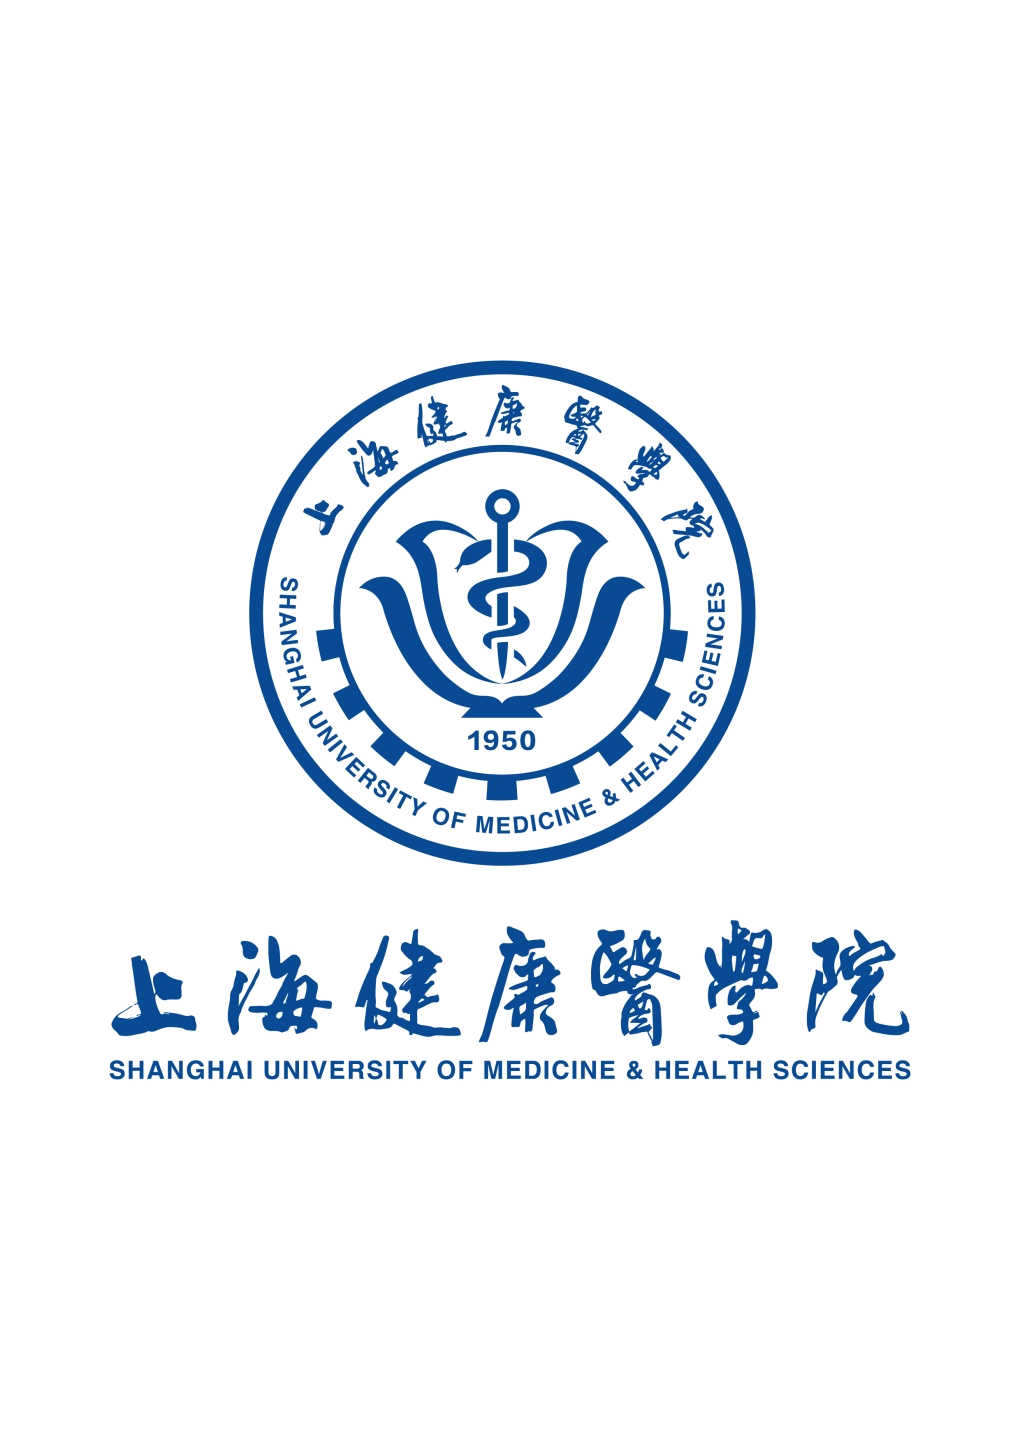 上海健康醫學院
SHANGHAI UNIVERSITY OF MEDICINE & HEALTH SCIENCES
1950
上海健康醫學院
SHANGHAI UNIVERSITY OF MEDICINE & HEALTH SCIENCES